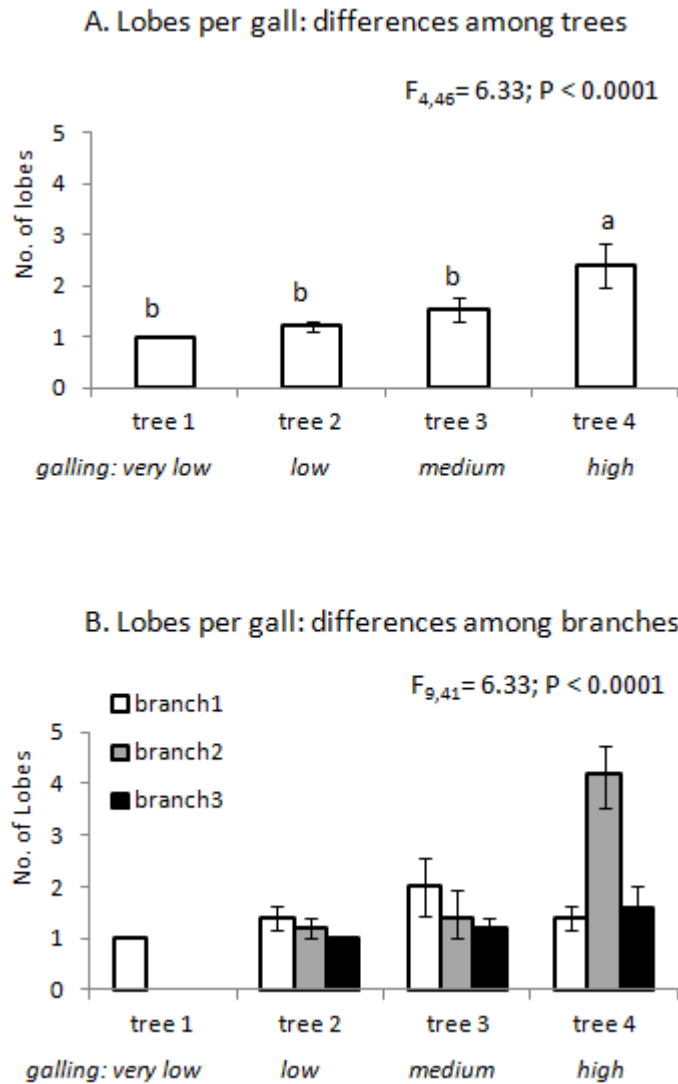 A. Lobes per gall: differences among trees
F4,46= 6.33; P < 0.0001
No. of lobes
5
4
3
2
1
0
b
b
b
a
tree 1 tree 2 tree 3 tree 4
galling: very low low medium high
B. Lobes per gall: differences among branches
F9,41= 6.33; P < 0.0001
branch1
branch2
branch3
No. of Lobes
5
4
3
2
1
0
tree 1 tree 2 tree 3 tree 4
galling: very low low medium high